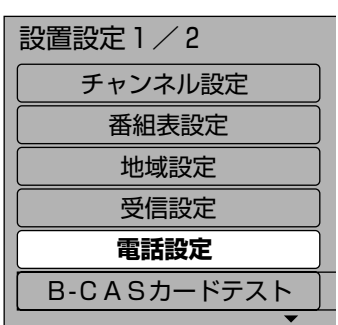 設置設定１／２
チャンネル設定
番組表設定
地域設定
受信設定
電話設定
Ｂ-ＣＡＳカードテスト